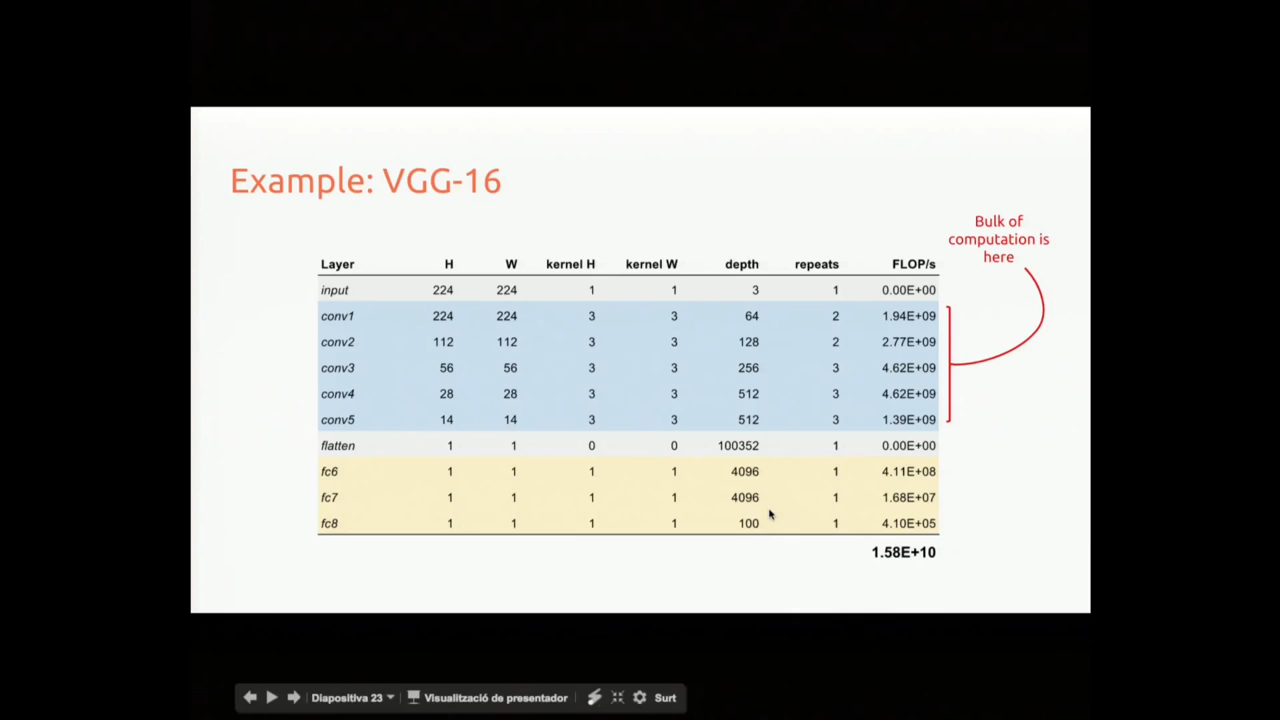 Example: VGG-16
Bulk of
computation is
here
Layer H W kernel H kernel W depth repeats FLOP/s
input 224 224 1 1 3 1 0.00E+00
conv1 224 224 3 3 64 2 1.94E+09
conv2 112 112 3 3 128 2 2.77E+09
conv3 56 56 3 3 256 3 4.62E+09
conv4 28 28 3 3 512 3 4.62E+09
conv5 14 14 3 3 512 3 1.39E+09
flatten 1 1 0 0 100352 1 0.00E+00
fc6 1 1 1 1 4096 1 4.11E+08
fc7 1 1 1 1 4096 1 1.68E+07
fc8 1 1 1 1 100 1 4.10E+05
1.58E+10
Diapositiva 23 Visualització de presentador Surt